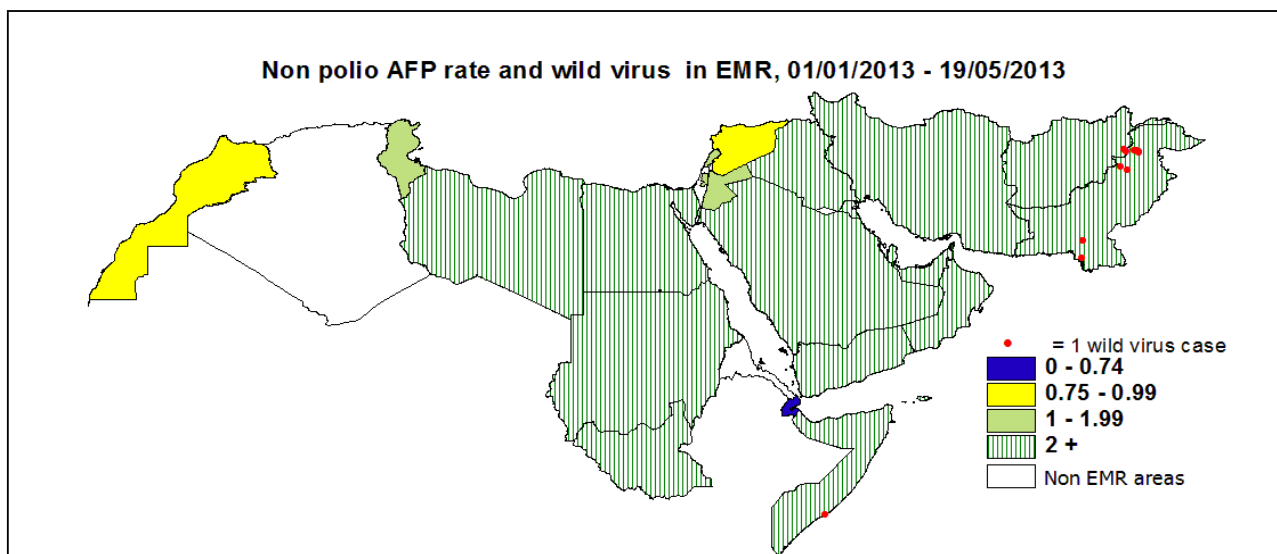 Non polio AFP rate and wild virus in EMR, 01/01/2013 - 19/05/2013
= 1 wild virus case
0 - 0.74
0.75 - 0.99
1 - 1.99
2 +
Non EMR areas